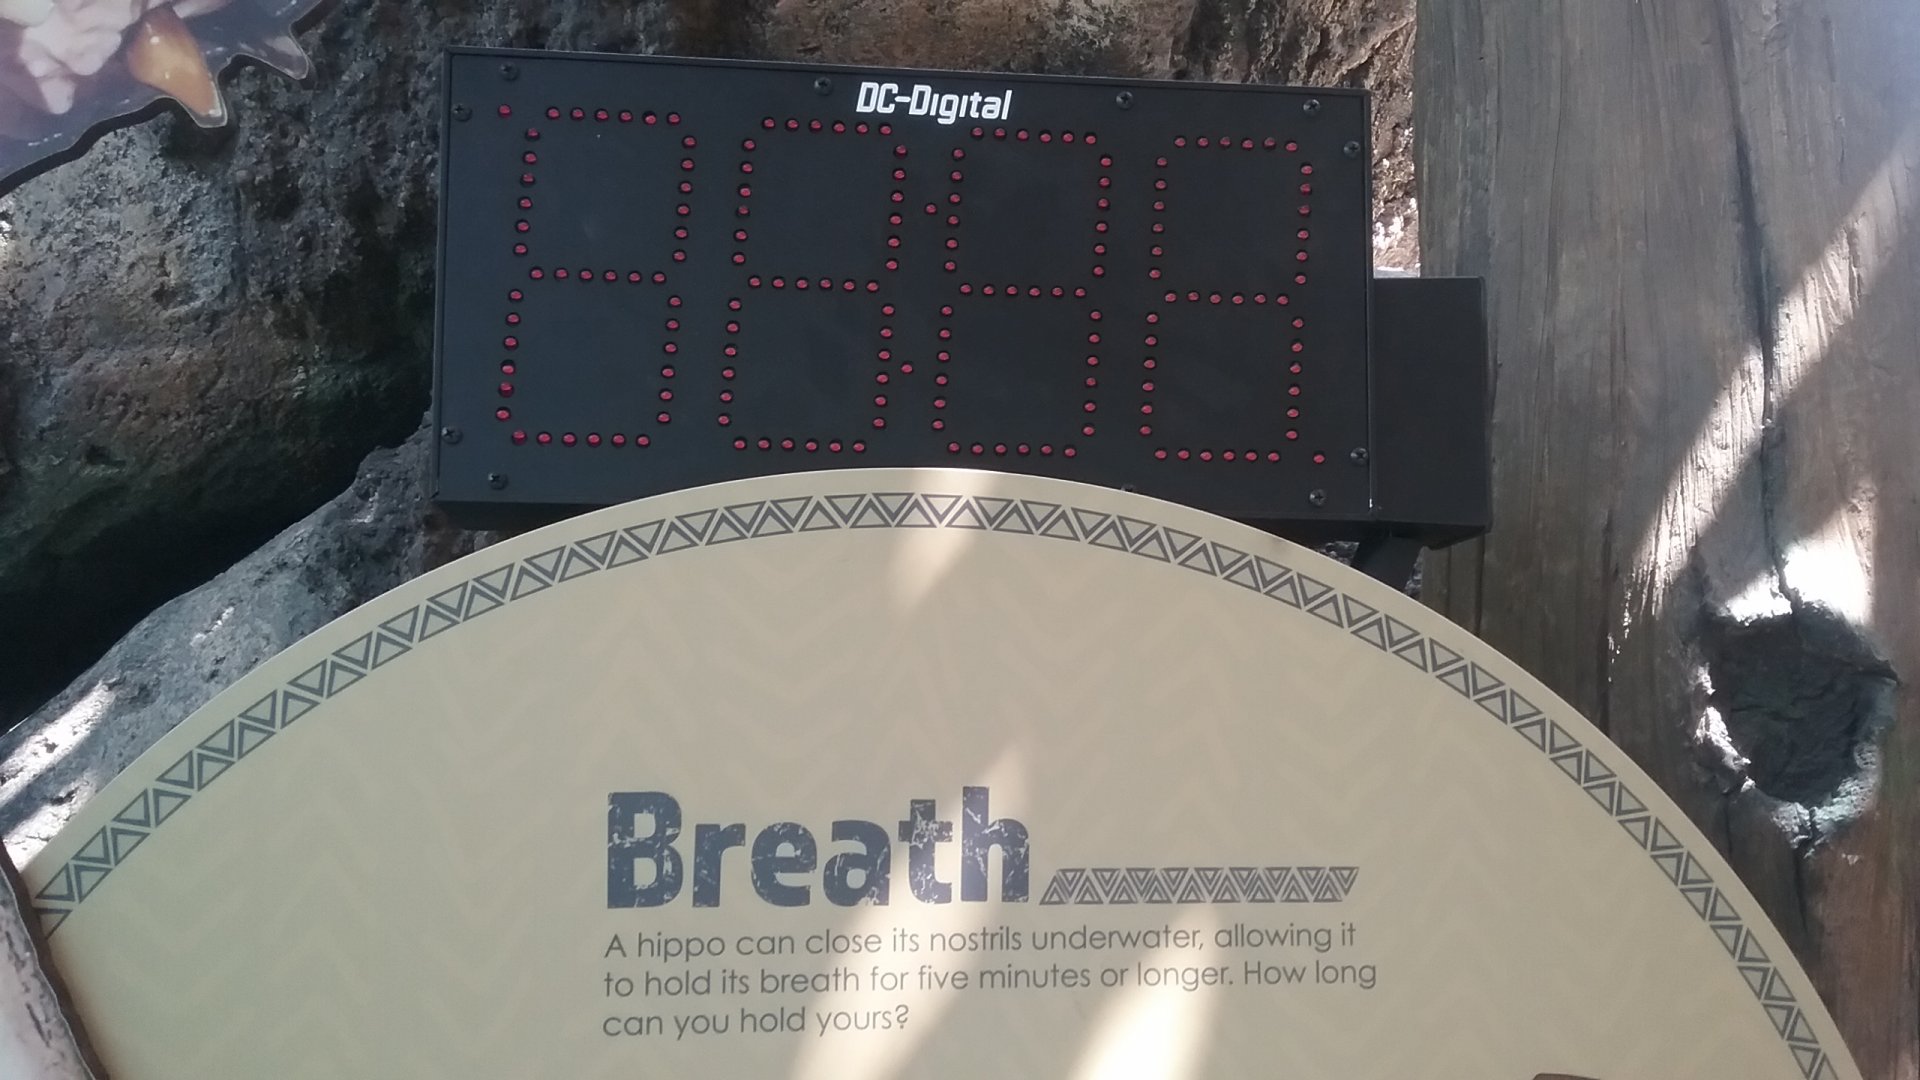 DC-Digital
Breath
A hippo can close its nostrils underwater, allowing it
to hold its breath for five minutes or longer. How long
can you hold yours?